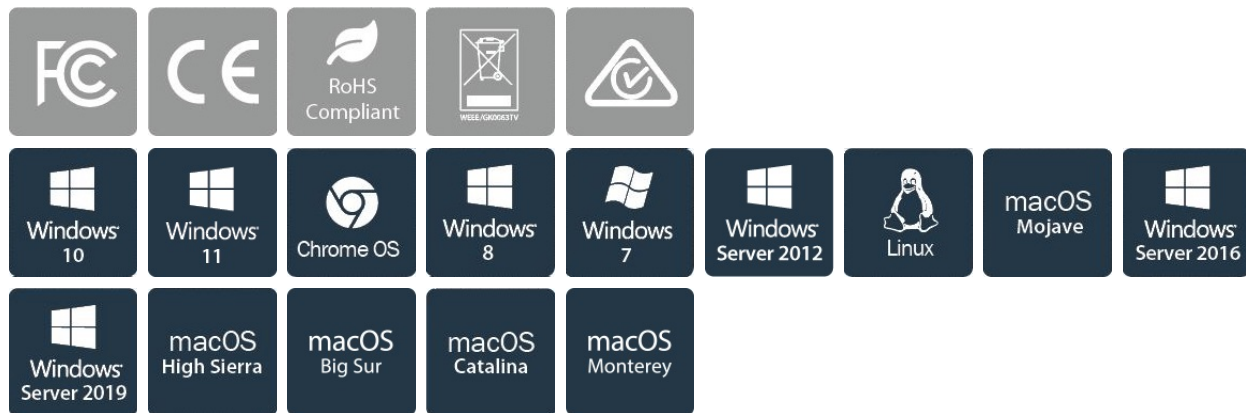 FC
CE
RoHS
Compliant
WEEE/GK0083TV
Windows
10
Windows
11
Chrome OS
Windows
8
Windows
7
Windows
Server 2012
Linux
macOS
Mojave
Windows
Server 2016
Windows
Server 2019
macOS
High Sierra
macOS
Big Sur
macOS
Catalina
macOS
Monterey